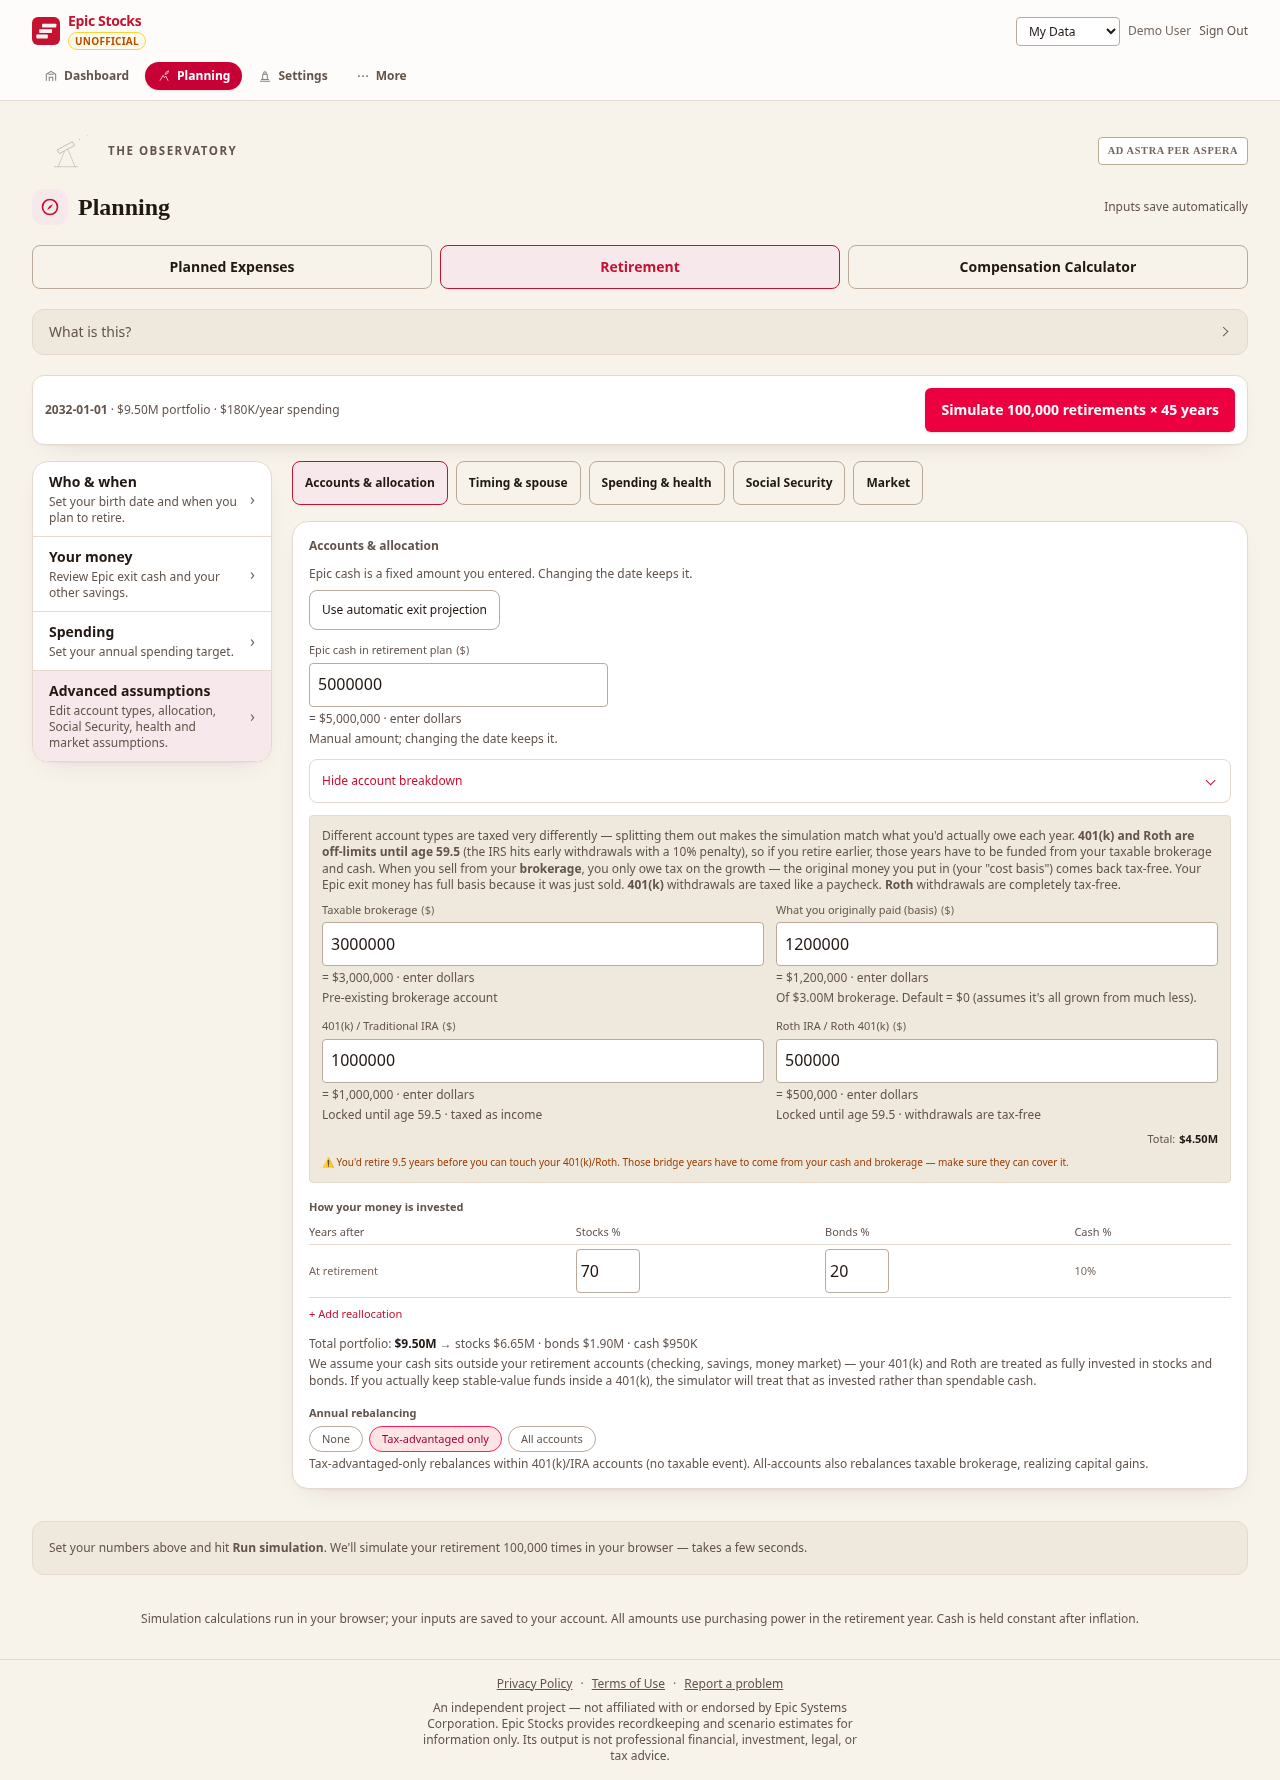 Epic Stocks
UNOFFICIAL
My Data
Demo User
Sign Out
Dashboard
Planning
Settings
More
THE OBSERVATORY
AD ASTRA PER ASPERA
Planning
Inputs save automatically
Planned Expenses
Retirement
Compensation Calculator
What is this?
2032-01-01 · $9.50M portfolio · $180K/year spending
Simulate 100,000 retirements × 45 years
Who & when
Set your birth date and when you
plan to retire.
Your money
Review Epic exit cash and your
other savings.
Spending
Set your annual spending target.
Advanced assumptions
Edit account types, allocation,
Social Security, health and
market assumptions.
Accounts & allocation
Timing & spouse
Spending & health
Social Security
Market
Accounts & allocation
Epic cash is a fixed amount you entered. Changing the date keeps it.
Use automatic exit projection
Epic cash in retirement plan ($)
5000000
= $5,000,000 · enter dollars
Manual amount; changing the date keeps it.
Hide account breakdown
Different account types are taxed very differently — splitting them out makes the simulation match what you'd actually owe each year. 401(k) and Roth are
off-limits until age 59.5 (the IRS hits early withdrawals with a 10% penalty), so if you retire earlier, those years have to be funded from your taxable brokerage
and cash. When you sell from your brokerage, you only owe tax on the growth — the original money you put in (your "cost basis") comes back tax-free. Your
Epic exit money has full basis because it was just sold. 401(k) withdrawals are taxed like a paycheck. Roth withdrawals are completely tax-free.
Taxable brokerage ($)
What you originally paid (basis) ($)
3000000
1200000
= $3,000,000 · enter dollars
= $1,200,000 · enter dollars
Pre-existing brokerage account
Of $3.00M brokerage. Default = $0 (assumes it's all grown from much less).
401(k) / Traditional IRA ($)
Roth IRA / Roth 401(k) ($)
1000000
500000
= $1,000,000 · enter dollars
= $500,000 · enter dollars
Locked until age 59.5 · taxed as income
Locked until age 59.5 · withdrawals are tax-free
Total: $4.50M
⚠️ You'd retire 9.5 years before you can touch your 401(k)/Roth. Those bridge years have to come from your cash and brokerage — make sure they can cover it.
How your money is invested
Years after
Stocks %
Bonds %
Cash %
At retirement
70
20
10%
+ Add reallocation
Total portfolio: $9.50M → stocks $6.65M · bonds $1.90M · cash $950K
We assume your cash sits outside your retirement accounts (checking, savings, money market) — your 401(k) and Roth are treated as fully invested in stocks and
bonds. If you actually keep stable-value funds inside a 401(k), the simulator will treat that as invested rather than spendable cash.
Annual rebalancing
None
Tax-advantaged only
All accounts
Tax-advantaged-only rebalances within 401(k)/IRA accounts (no taxable event). All-accounts also rebalances taxable brokerage, realizing capital gains.
Set your numbers above and hit Run simulation. We'll simulate your retirement 100,000 times in your browser — takes a few seconds.
Simulation calculations run in your browser; your inputs are saved to your account. All amounts use purchasing power in the retirement year. Cash is held constant after inflation.
Privacy Policy · Terms of Use · Report a problem
An independent project — not affiliated with or endorsed by Epic Systems
Corporation. Epic Stocks provides recordkeeping and scenario estimates for
information only. Its output is not professional financial, investment, legal, or
tax advice.